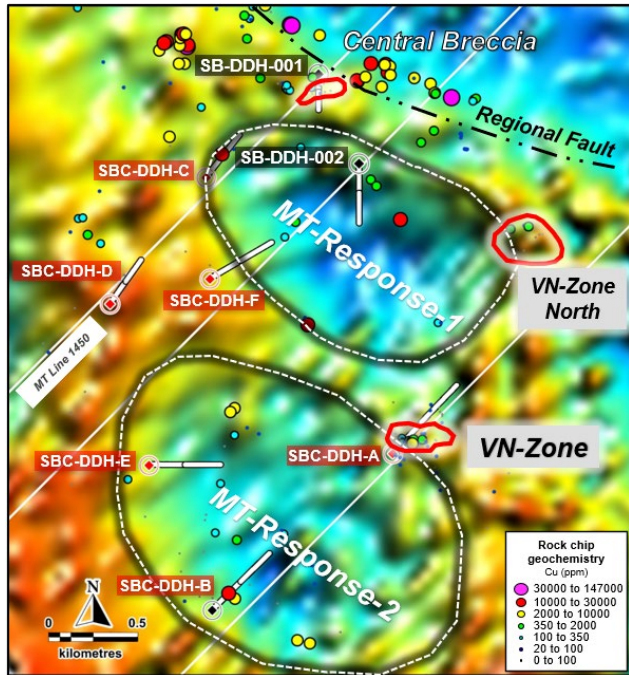 Central Breccia
SB-DDH-001
Regional Fault
SB-DDH-002
SBC-DDH-C
MT-Response-1
SBC-DDH-D
SBC-DDH-F
VN-Zone
North
MT Line 1450
VN-Zone
SBC-DDH-E
SBC-DDH-A
MT-Response-2
SBC-DDH-B
N
0 0.5
kilometres
Rock chip
geochemistry
Cu (ppm)
30000 to 147000
10000 to 30000
2000 to 10000
350 to 2000
100 to 350
20 to 100
0 to 100